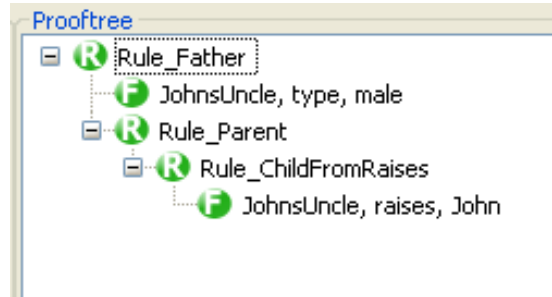 Prooftree
R Rule_Father
F JohnsUncle, type, male
R Rule_Parent
R Rule_ChildFromRaises
F JohnsUncle, raises, John